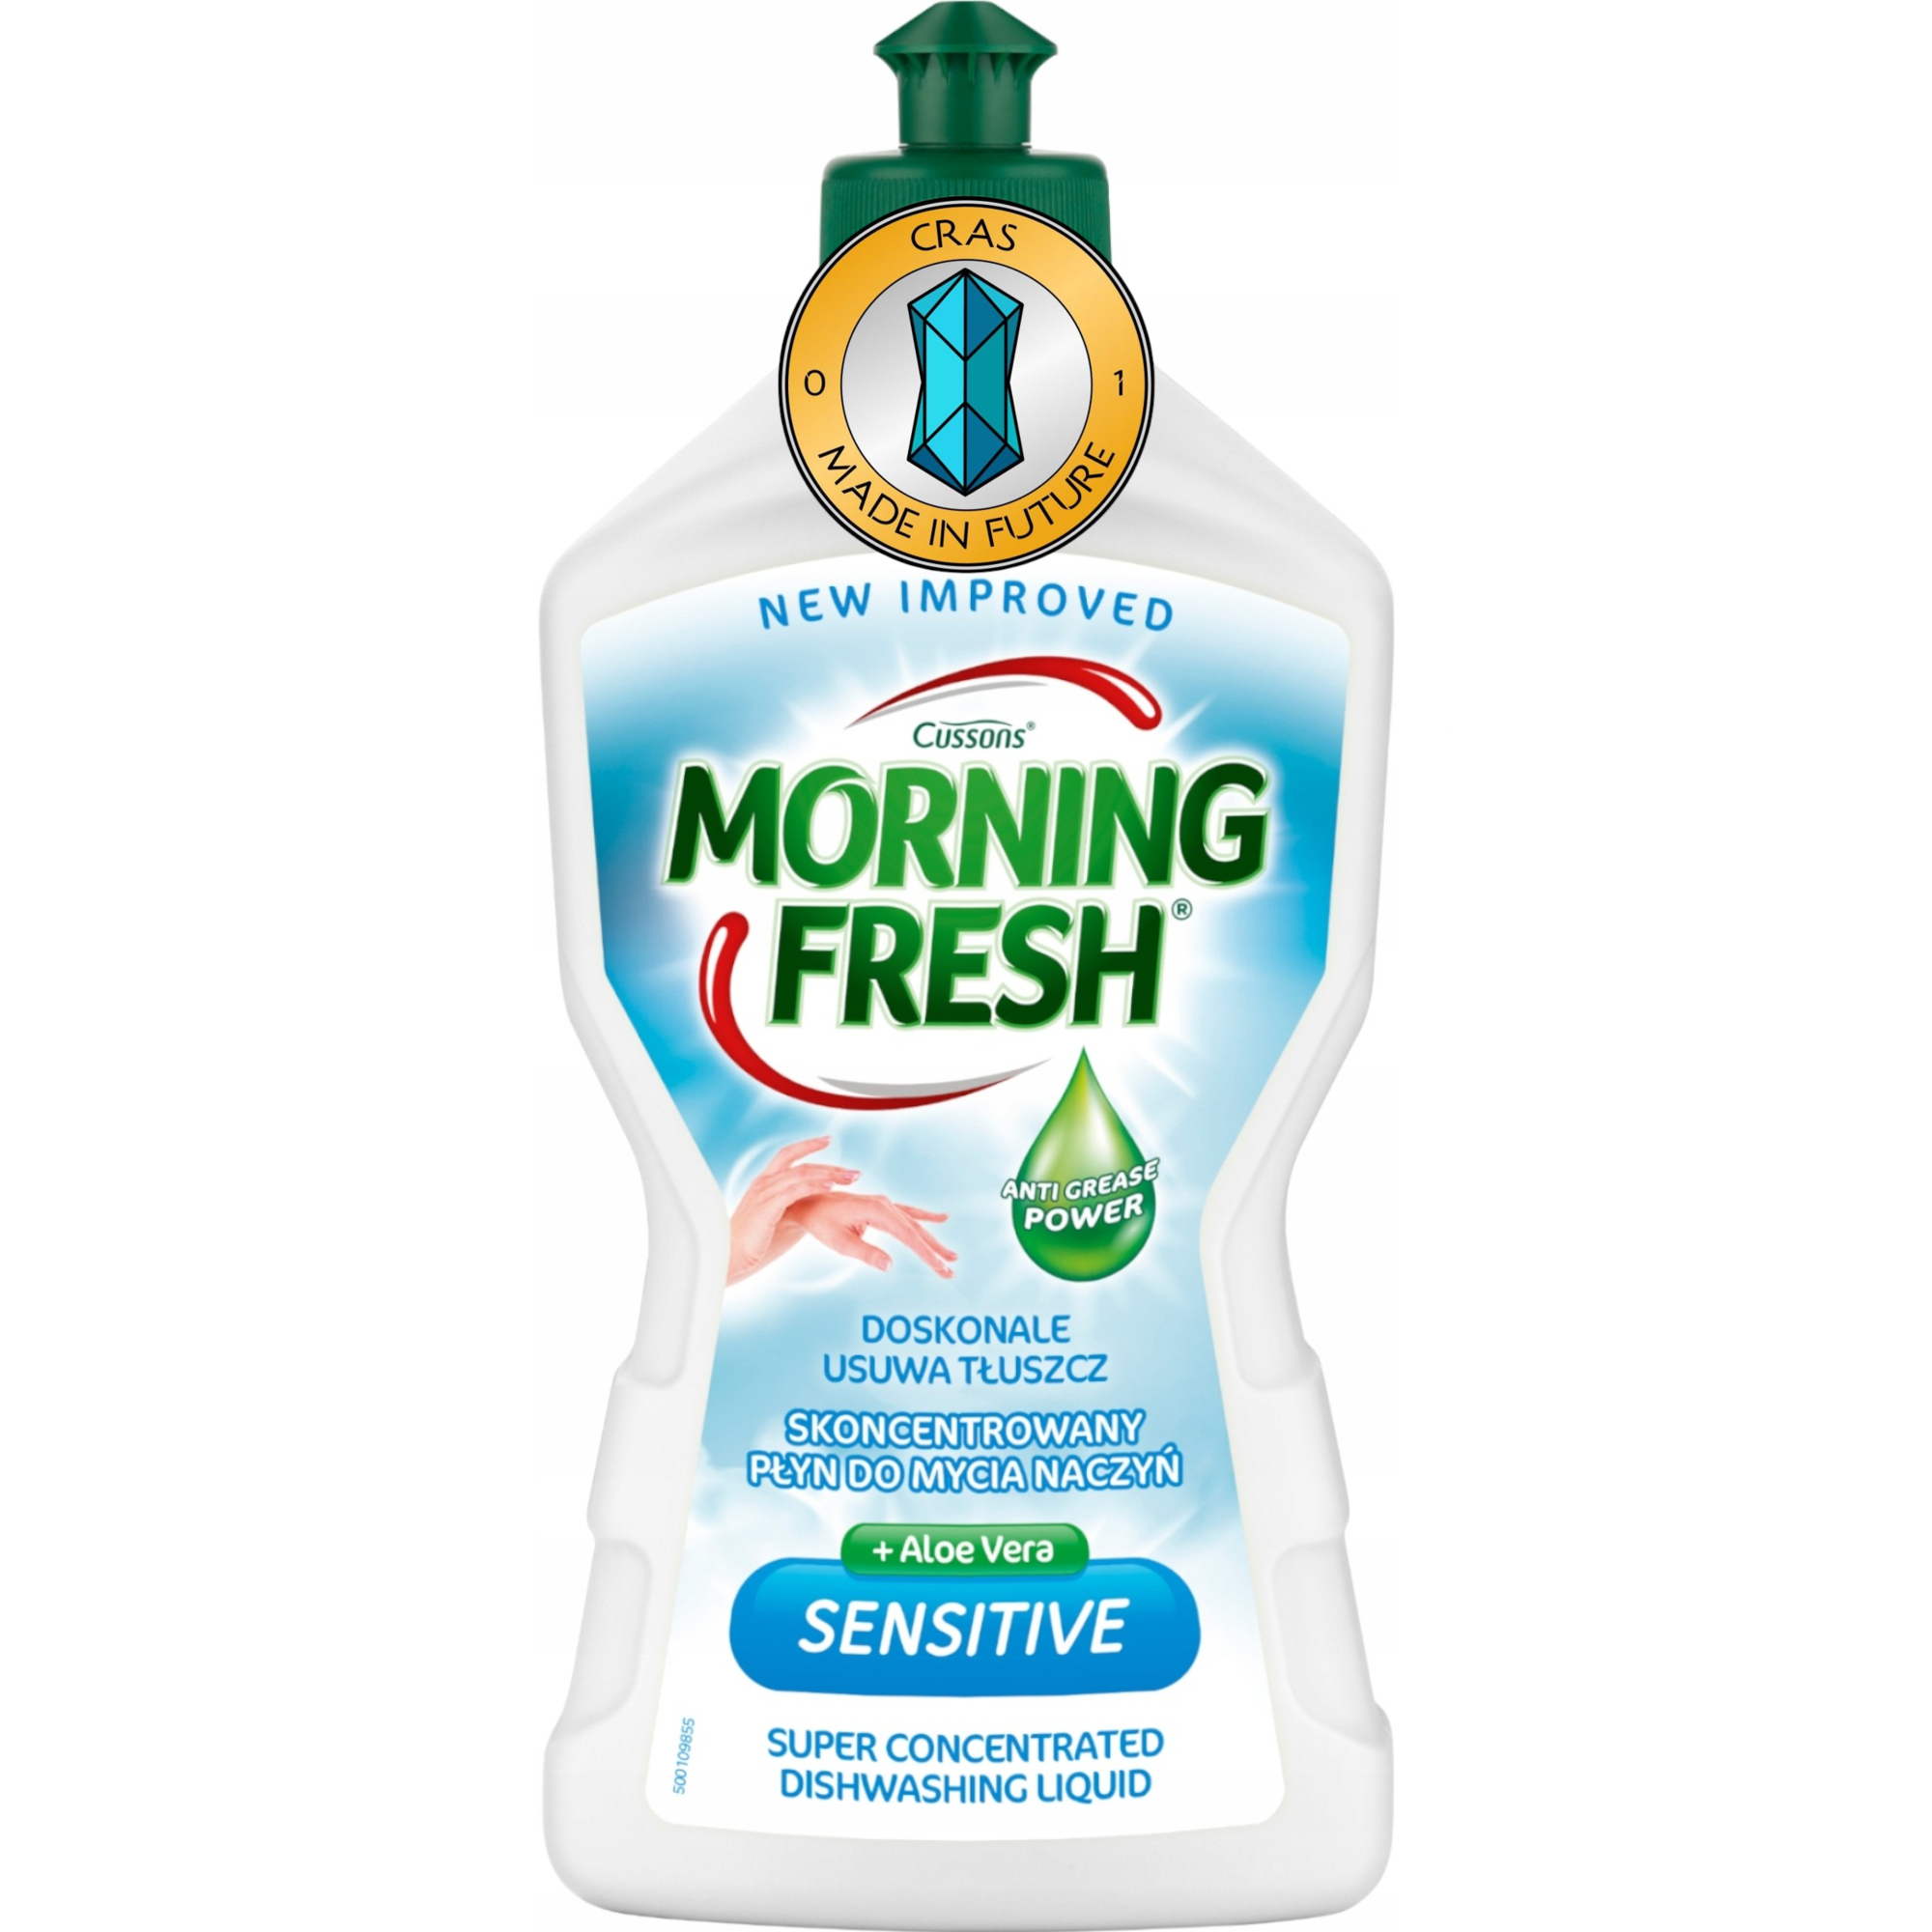 CRAS
0 1
MADE IN FUTURE
NEW IMPROVED
Cussons®
MORNING
FRESH®
ANTI GREASE
POWER
DOSKONALE
USUWA TŁUSZCZ
SKONCENTROWANY
PŁYN DO MYCIA NACZYŃ
+ Aloe Vera
SENSITIVE
500109855
SUPER CONCENTRATED
DISHWASHING LIQUID